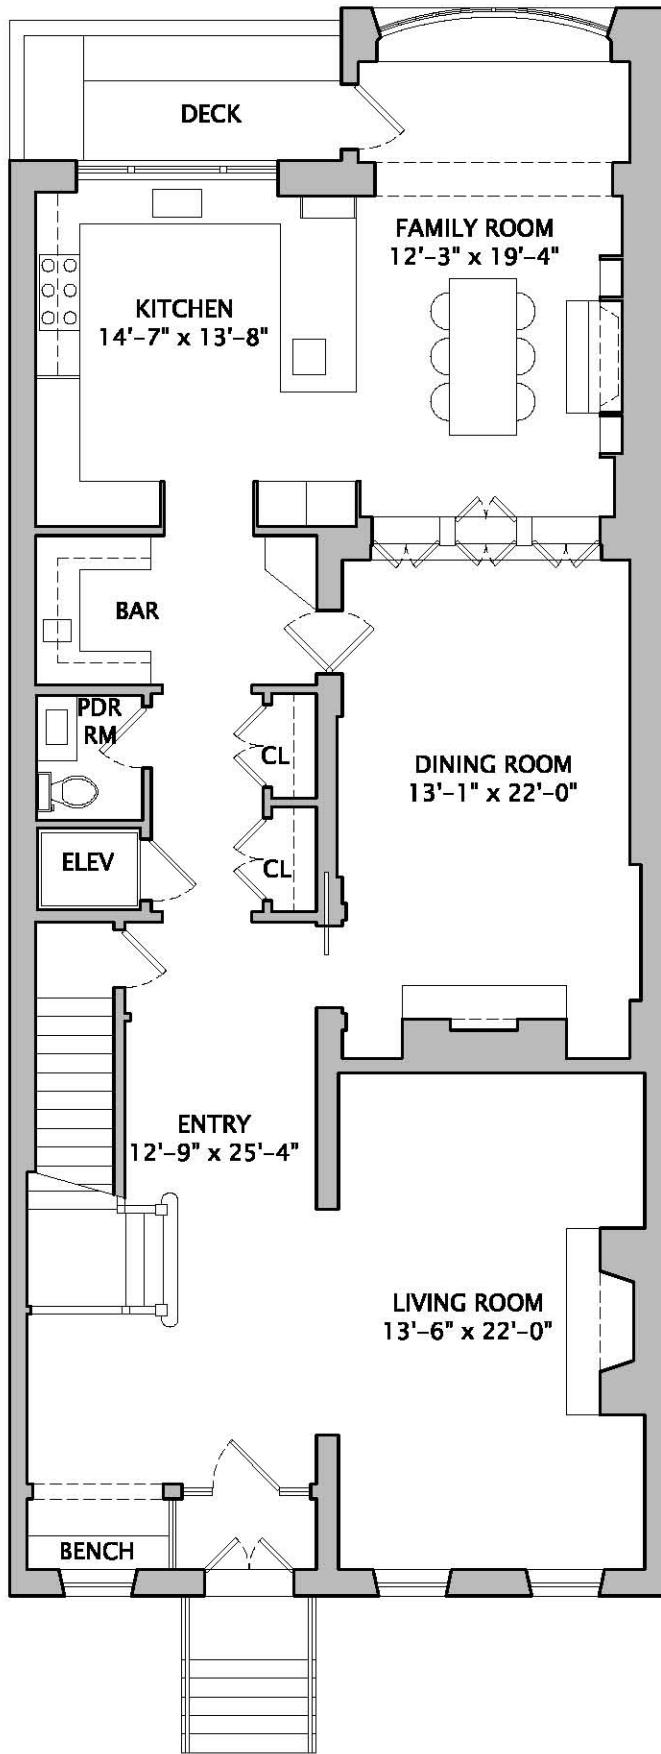 DECK
FAMILY ROOM
12'-3" x 19'-4"
KITCHEN
14'-7" x 13'-8"
BAR
PDR
RM
CL
DINING ROOM
13'-1" x 22'-0"
ELEV
CL
ENTRY
12'-9" x 25'-4"
LIVING ROOM
13'-6" x 22'-0"
BENCH